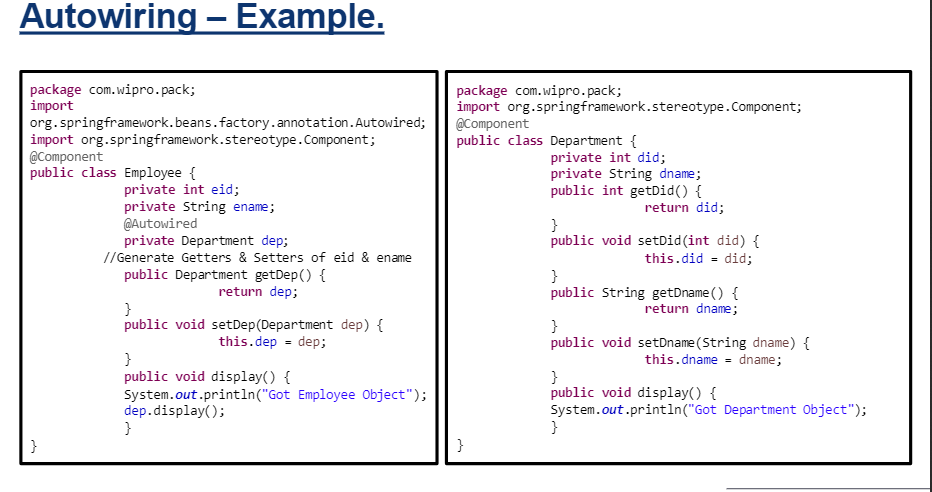 Autowiring – Example.
package com.wipro.pack;
import
org.springframework.beans.factory.annotation.Autowired;
import org.springframework.stereotype.Component;
@Component
public class Employee {
private int eid;
private String ename;
@Autowired
private Department dep;
//Generate Getters & Setters of eid & ename
public Department getDep() {
return dep;
}
public void setDep(Department dep) {
this.dep = dep;
}
public void display() {
System.out.println("Got Employee Object");
dep.display();
}
}
package com.wipro.pack;
import org.springframework.stereotype.Component;
@Component
public class Department {
private int did;
private String dname;
public int getDid() {
return did;
}
public void setDid(int did) {
this.did = did;
}
public String getDname() {
return dname;
}
public void setDname(String dname) {
this.dname = dname;
}
public void display() {
System.out.println("Got Department Object");
}
}